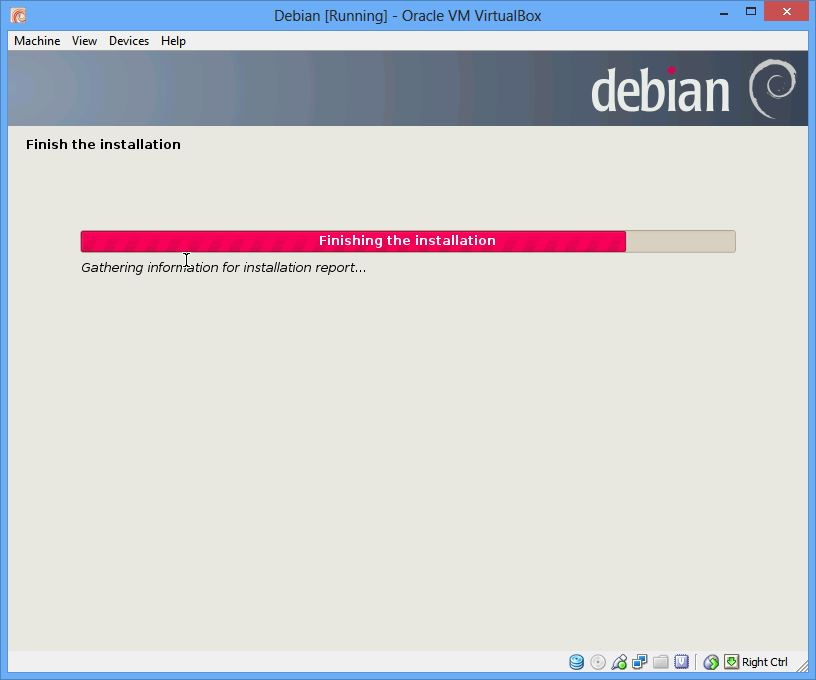 Debian [Running] - Oracle VM VirtualBox
Machine View Devices Help
debian
Finish the installation
Finishing the installation
Gathering information for installation report...
Right Ctrl